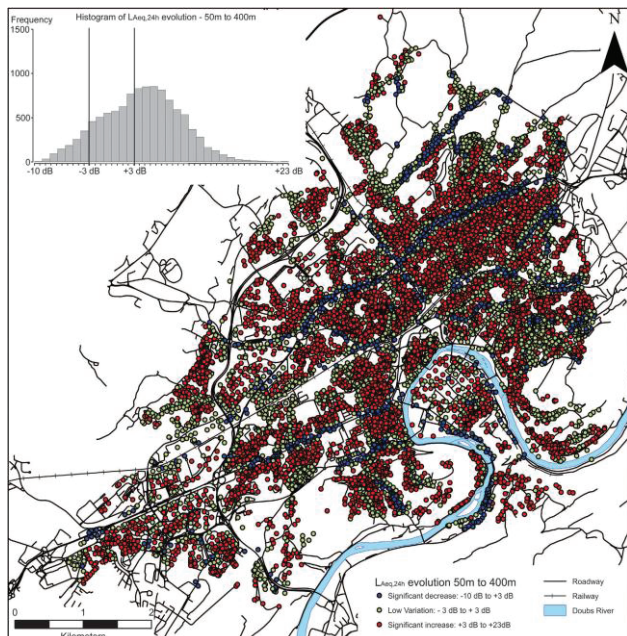 Frequency
Histogram of LAeq,24h evolution - 50m to 400m
1500
1000
500
0
-10 dB
-3 dB
+3 dB
+23 dB
N
LAeq,24h evolution 50m to 400m
Significant decrease: -10 dB to +3 dB
Low Variation: - 3 dB to + 3 dB
Significant increase: +3 dB to +23dB
Roadway
Railway
Doubs River
0
1
2
Kilometers